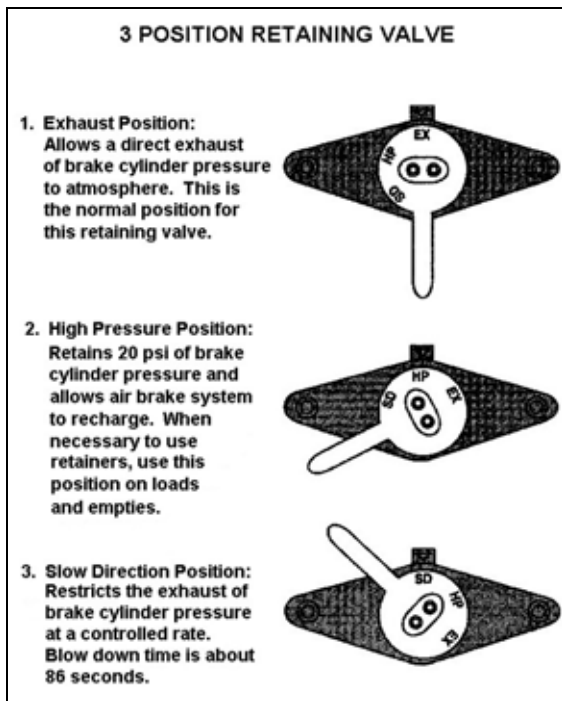 3 POSITION RETAINING VALVE
1. Exhaust Position:
Allows a direct exhaust
of brake cylinder pressure
to atmosphere. This is
the normal position for
this retaining valve.
EX
HP
SD
2. High Pressure Position:
Retains 20 psi of brake
cylinder pressure and
allows air brake system
to recharge. When
necessary to use
retainers, use this
position on loads
and empties.
HP
SD
EX
3. Slow Direction Position:
Restricts the exhaust of
brake cylinder pressure
at a controlled rate.
Blow down time is about
86 seconds.
SD
HP
EX